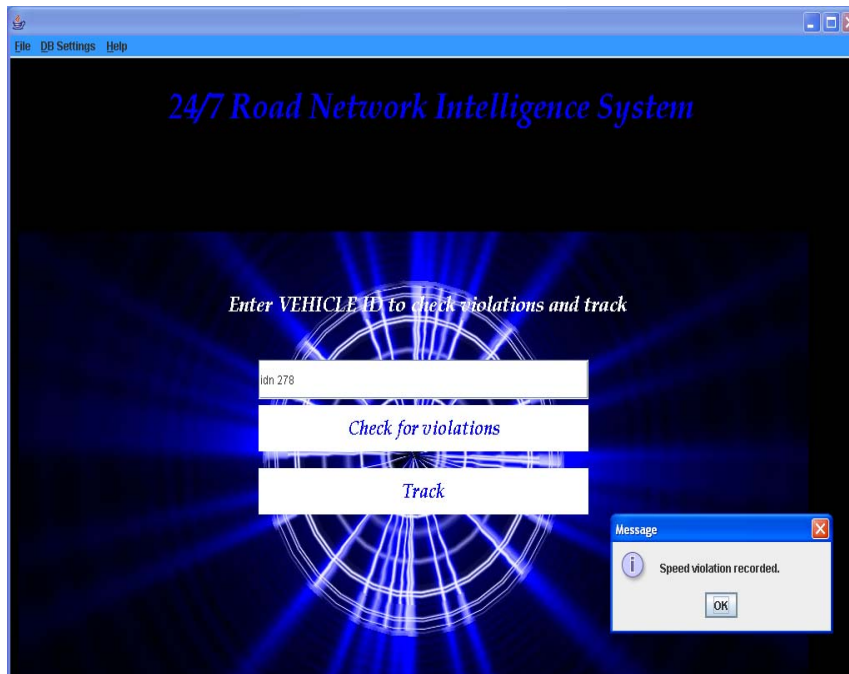 File DB Settings Help
24/7 Road Network Intelligence System
Enter VEHICLE ID to check violations and track
idn 278
Check for violations
Track
Message
Speed violation recorded.
OK